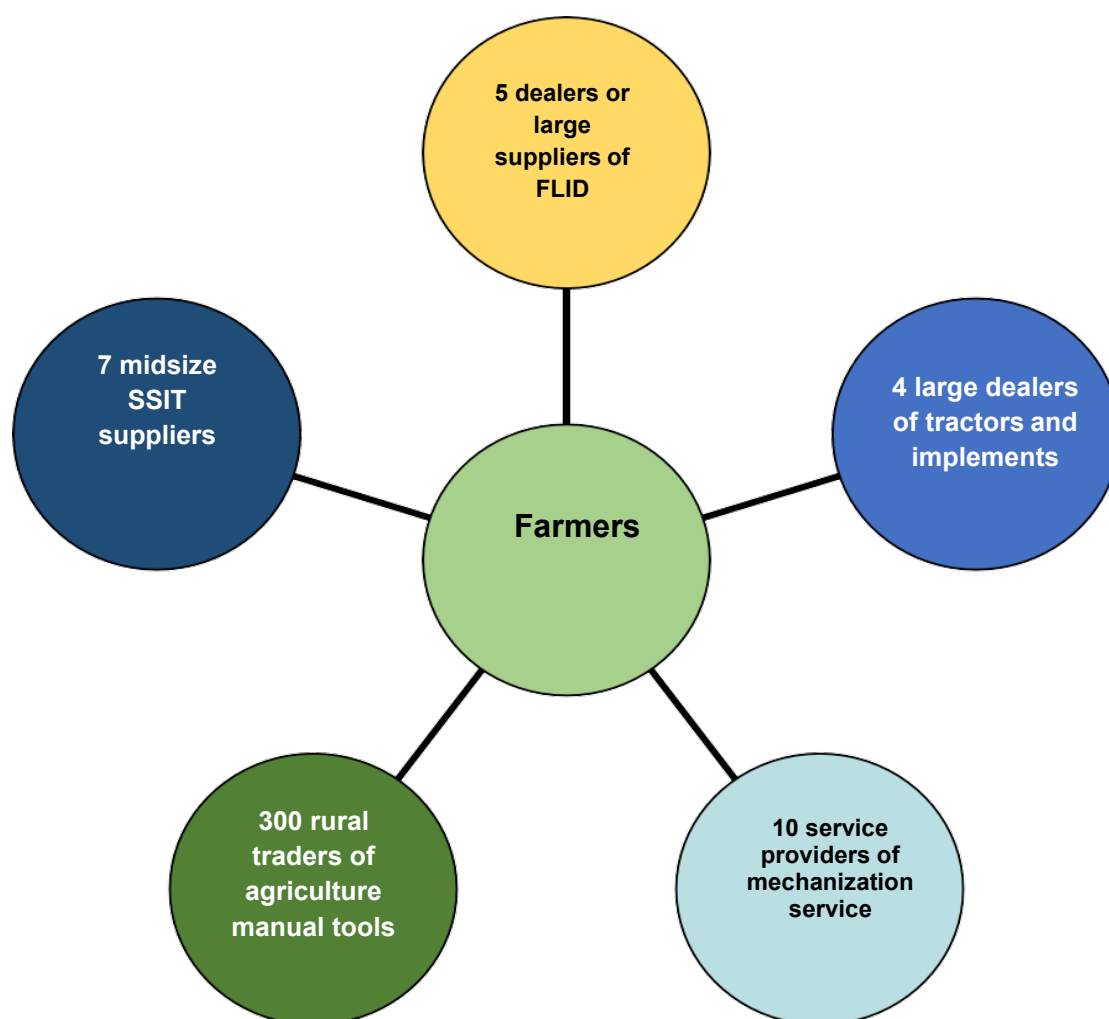 5 dealers or
large
suppliers of
FLID
7 midsize
SSIT
suppliers
4 large dealers
of tractors and
implements
Farmers
300 rural
traders of
agriculture
manual tools
10 service
providers of
mechanization
service